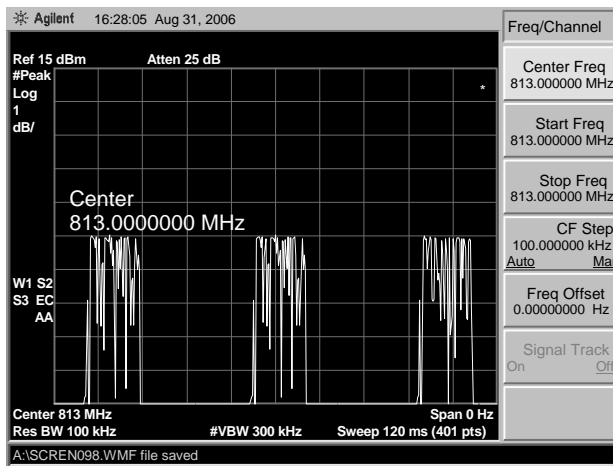 Agilent 16:28:05 Aug 31, 2006
Freq/Channel
Ref 15 dBm Atten 25 dB
#Peak
Log
1
dB/
*
Center
813.0000000 MHz
W1 S2
S3 EC
AA
Center 813 MHz Span 0 Hz
Res BW 100 kHz #VBW 300 kHz Sweep 120 ms (401 pts)
A:\SCREN098.WMF file saved
Center Freq
813.000000 MHz
Start Freq
813.000000 MHz
Stop Freq
813.000000 MHz
CF Step
100.000000 kHz
Auto Ma
Freq Offset
0.00000000 Hz
Signal Track
On Off